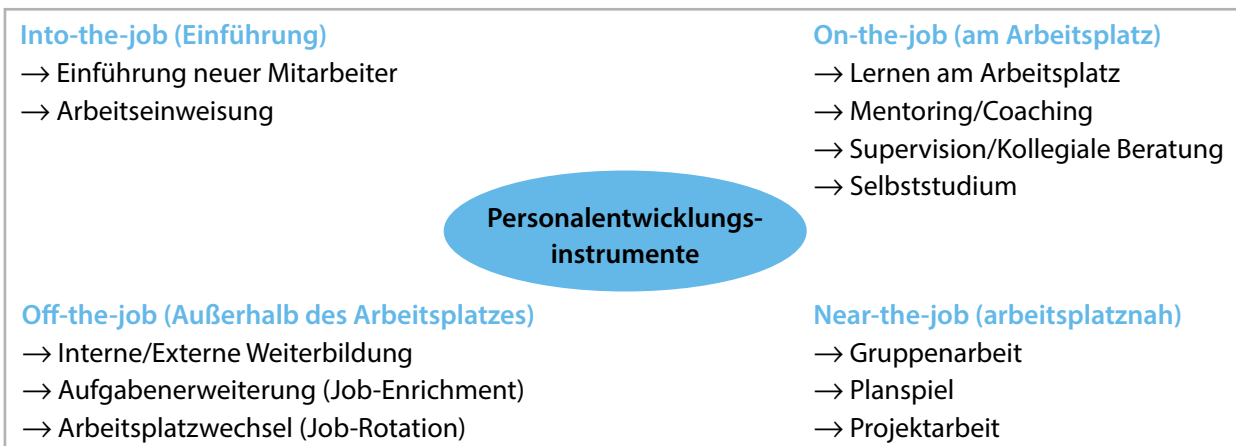 Into-the-job (Einführung)
→ Einführung neuer Mitarbeiter
→ Arbeitseinweisung
On-the-job (am Arbeitsplatz)
→ Lernen am Arbeitsplatz
→ Mentoring/Coaching
→ Supervision/Kollegiale Beratung
→ Selbststudium
Personalentwicklungs-
instrumente
Off-the-job (Außerhalb des Arbeitsplatzes)
→ Interne/Externe Weiterbildung
→ Aufgabenerweiterung (Job-Enrichment)
→ Arbeitsplatzwechsel (Job-Rotation)
Near-the-job (arbeitsplatznah)
→ Gruppenarbeit
→ Planspiel
→ Projektarbeit